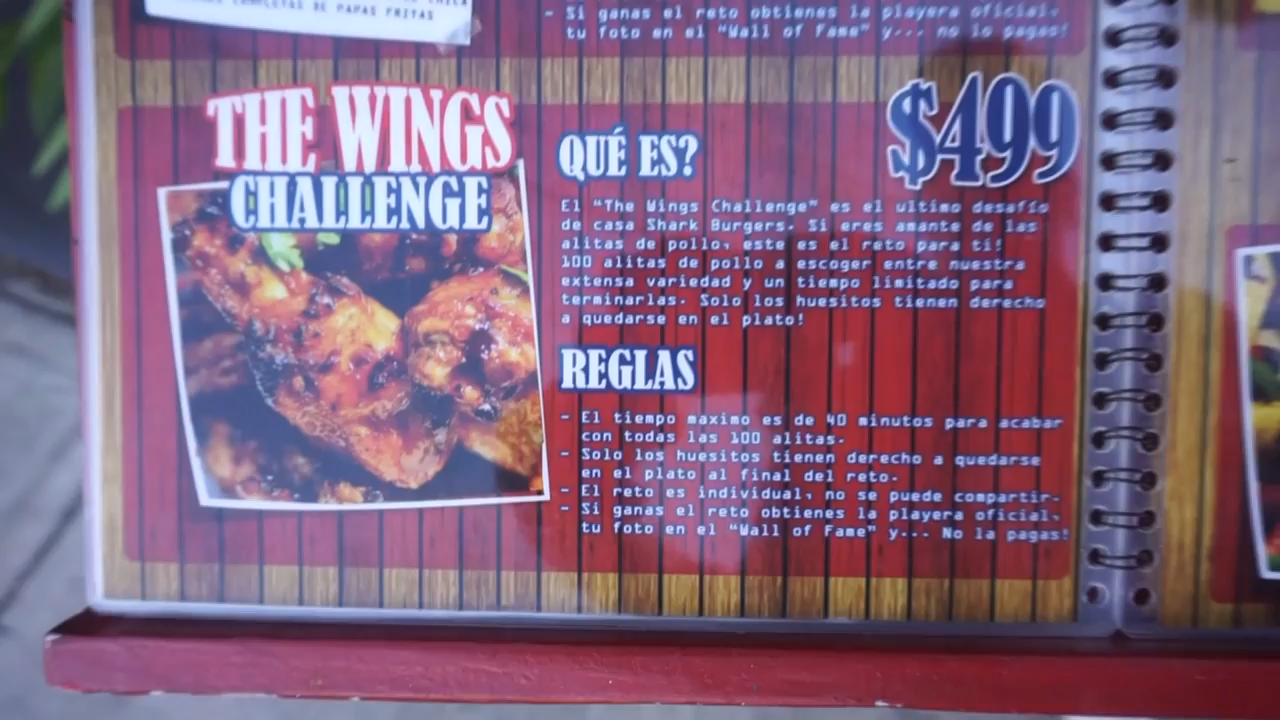 COMPLETAS DE PAPAS FRITAS
- Si ganas el reto obtienes la playera oficial,
tu foto en el “Wall of Fame” y... no lo pagas!
THE WINGS
CHALLENGE
$499
QUÉ ES?
El “The Wings Challenge” es el ultimo desafío
de casa Shark Burgers. Si eres amante de las
alitas de pollo, este es el reto para ti!
100 alitas de pollo a escoger entre nuestra
extensa variedad y un tiempo limitado para
terminarlas. Solo los huesitos tienen derecho
a quedarse en el plato!
REGLAS
- El tiempo maximo es de 40 minutos para acabar
con todas las 100 alitas.
- Solo los huesitos tienen derecho a quedarse
en el plato al final del reto.
- El reto es individual, no se puede compartir.
- Si ganas el reto obtienes la playera oficial,
tu foto en el “Wall of Fame” y... No la pagas!